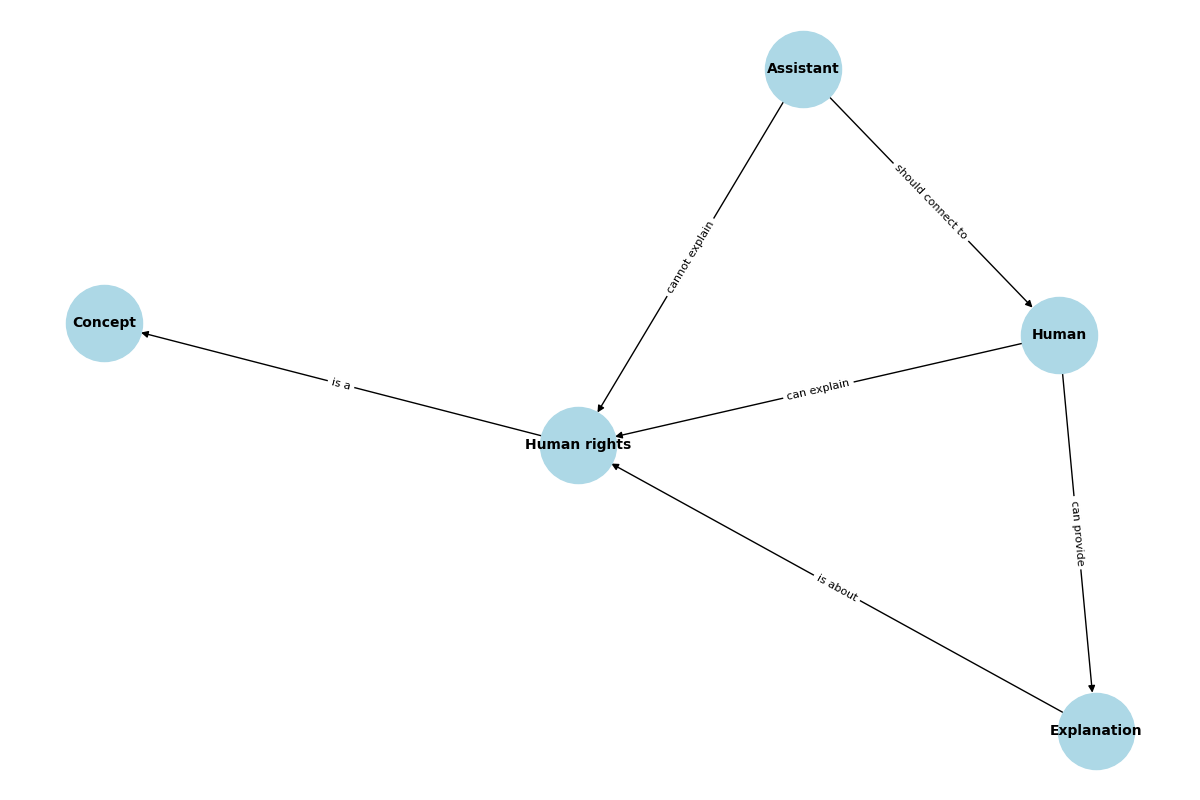 Assistant
should connect to
cannot explain
Concept
Human
is a
can explain
Human rights
can provide
is about
Explanation